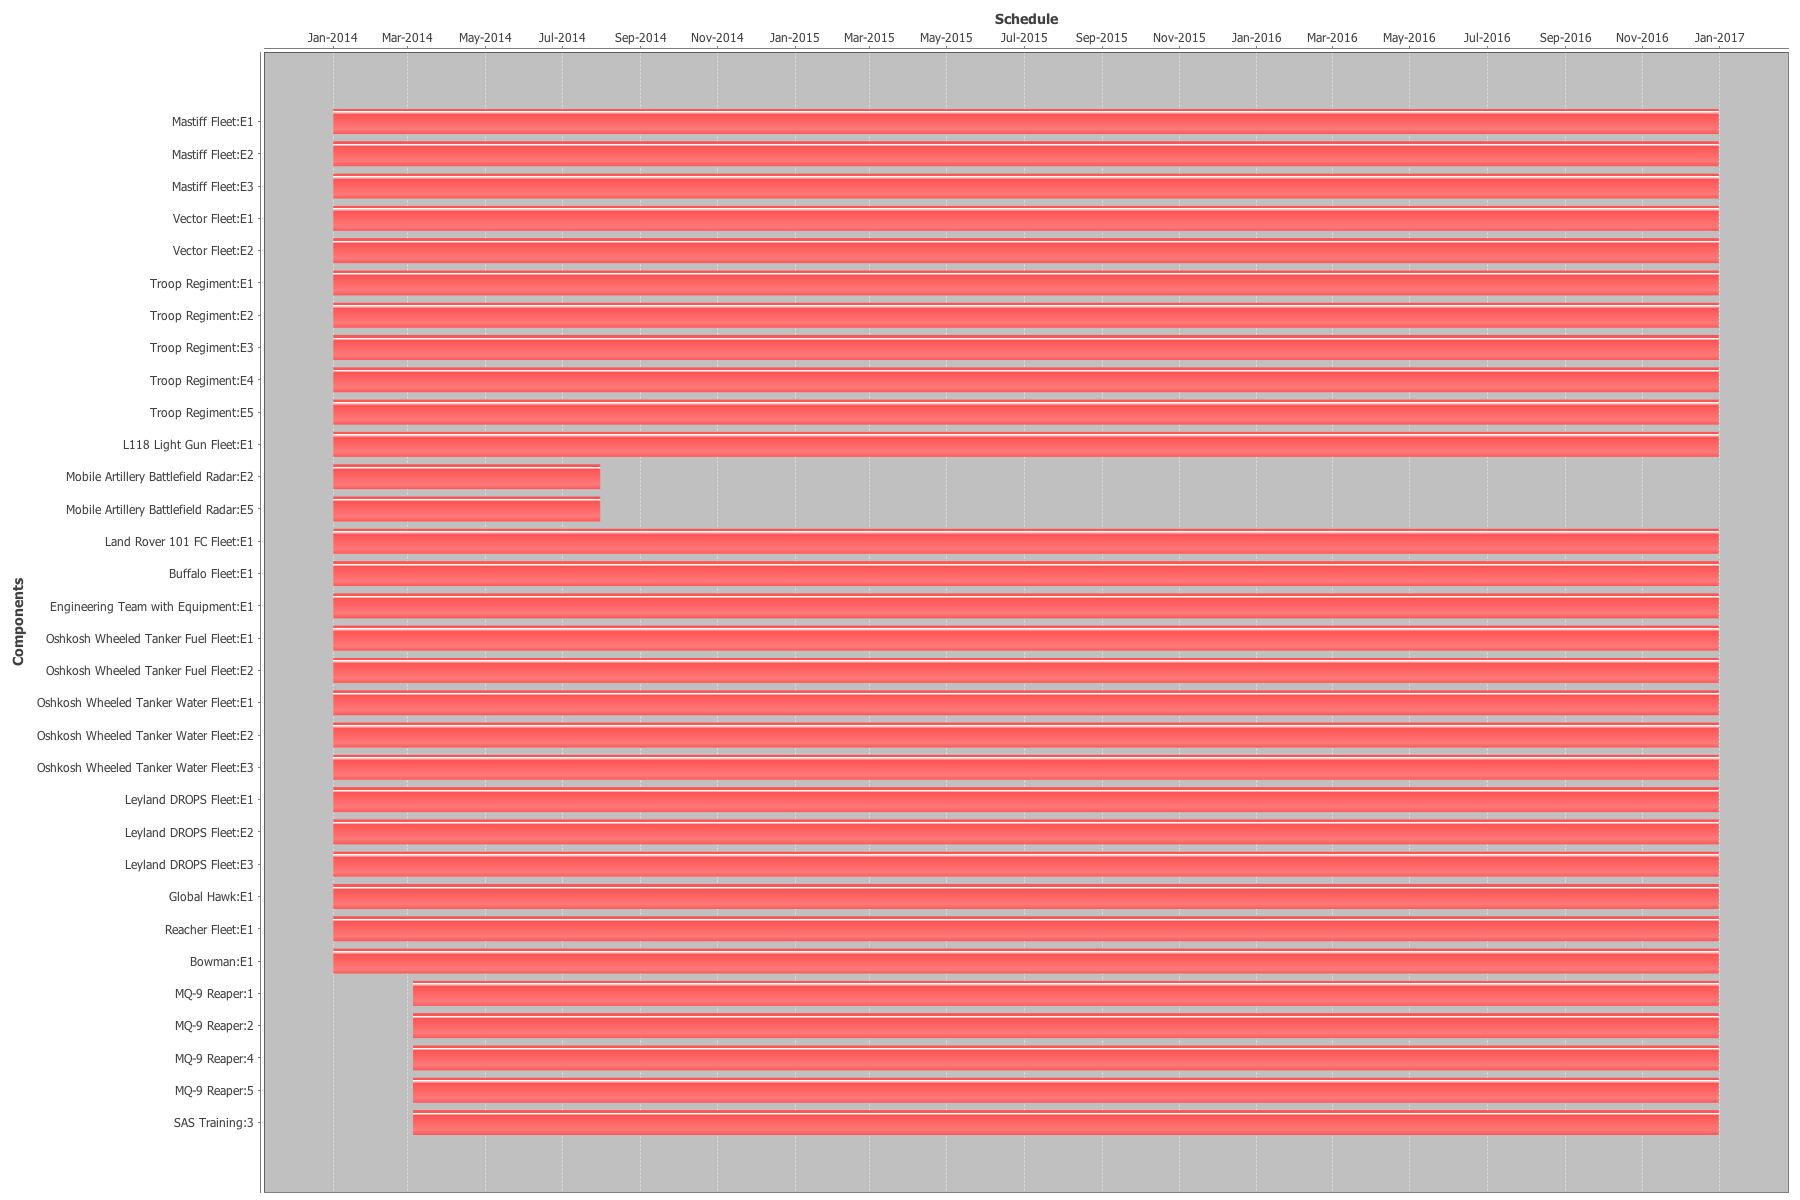 Schedule
Jan-2014 Mar-2014 May-2014 Jul-2014 Sep-2014 Nov-2014 Jan-2015 Mar-2015 May-2015 Jul-2015 Sep-2015 Nov-2015 Jan-2016 Mar-2016 May-2016 Jul-2016 Sep-2016 Nov-2016 Jan-2017
Components
Mastiff Fleet:E1
Mastiff Fleet:E2
Mastiff Fleet:E3
Vector Fleet:E1
Vector Fleet:E2
Troop Regiment:E1
Troop Regiment:E2
Troop Regiment:E3
Troop Regiment:E4
Troop Regiment:E5
L118 Light Gun Fleet:E1
Mobile Artillery Battlefield Radar:E2
Mobile Artillery Battlefield Radar:E5
Land Rover 101 FC Fleet:E1
Buffalo Fleet:E1
Engineering Team with Equipment:E1
Oshkosh Wheeled Tanker Fuel Fleet:E1
Oshkosh Wheeled Tanker Fuel Fleet:E2
Oshkosh Wheeled Tanker Water Fleet:E1
Oshkosh Wheeled Tanker Water Fleet:E2
Oshkosh Wheeled Tanker Water Fleet:E3
Leyland DROPS Fleet:E1
Leyland DROPS Fleet:E2
Leyland DROPS Fleet:E3
Global Hawk:E1
Reacher Fleet:E1
Bowman:E1
MQ-9 Reaper:1
MQ-9 Reaper:2
MQ-9 Reaper:4
MQ-9 Reaper:5
SAS Training:3